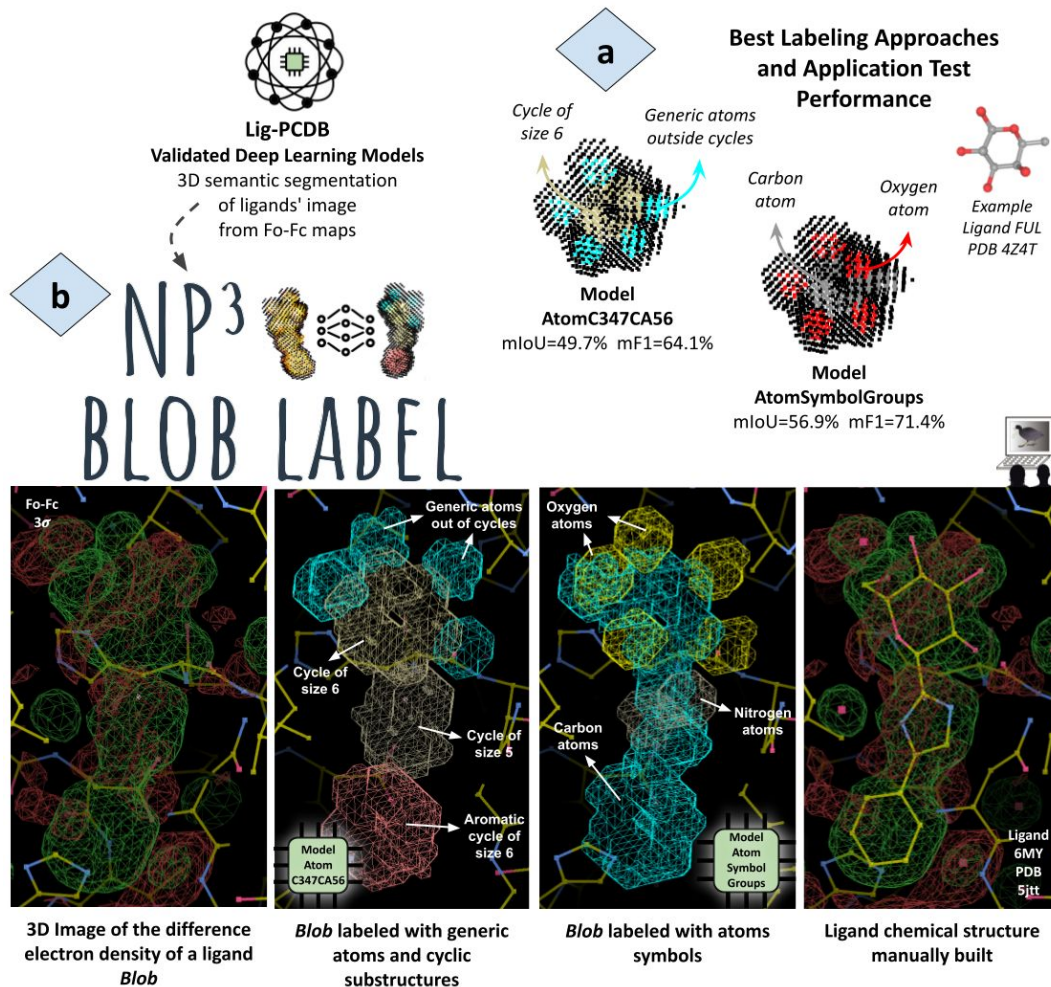 Lig-PCDB
Validated Deep Learning Models
3D semantic segmentation
of ligands' image
from Fo-Fc maps
a
Best Labeling Approaches
and Application Test
Performance
Cycle of
size 6
Generic atoms
outside cycles
Model
AtomC347CA56
mIoU=49.7% mF1=64.1%
Carbon
atom
Oxygen
atom
Example
Ligand FUL
PDB 4Z4T
Model
AtomSymbolGroups
mIoU=56.9% mF1=71.4%
b
NP³
BLOB LABEL
Fo-Fc
3σ
Generic atoms
out of cycles
Cycle of
size 6
Cycle of
size 5
Aromatic
cycle of
size 6
Model
Atom
C347CA56
Oxygen
atoms
Nitrogen
atoms
Carbon
atoms
Model
Atom
Symbol
Groups
Ligand
6MY
PDB
5jtt
3D Image of the difference
electron density of a ligand
Blob
Blob labeled with generic
atoms and cyclic
substructures
Blob labeled with atoms
symbols
Ligand chemical structure
manually built